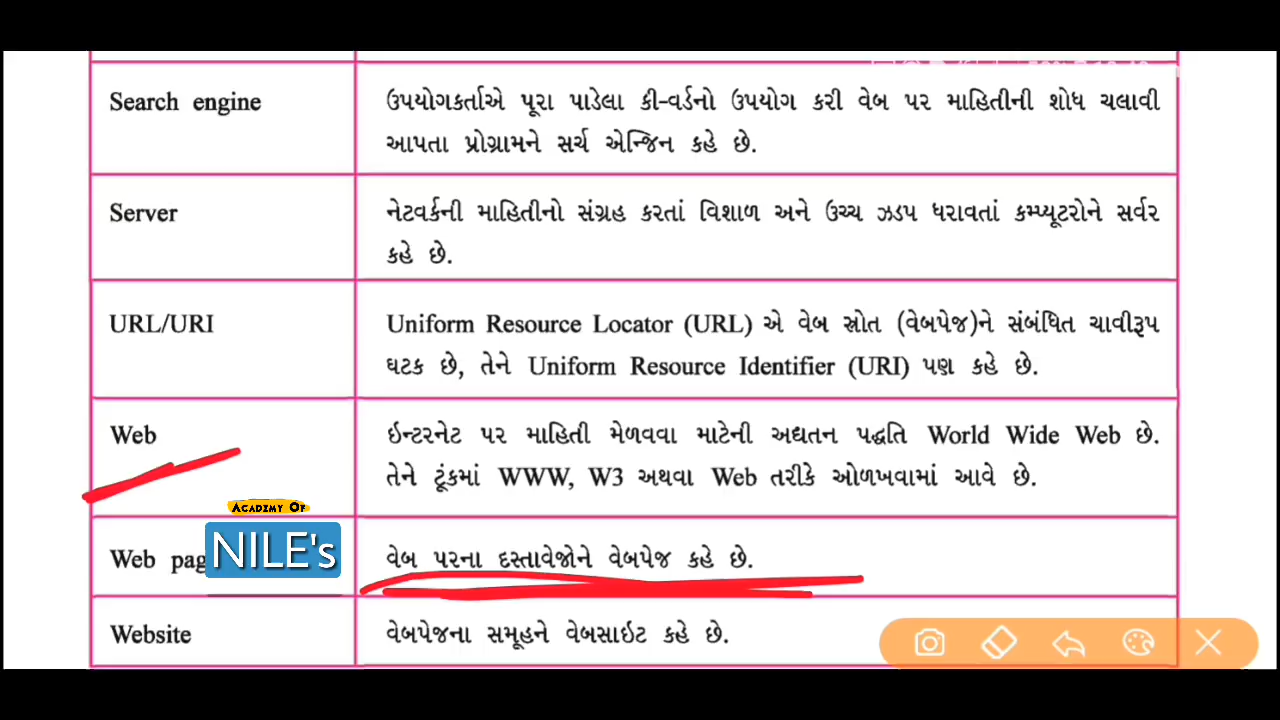 Search engine
ઉપયોગકર્તાએ પૂરા પાડેલા કી-વર્ડનો ઉપયોગ કરી વેબ પર માહિતીની શોધ ચલાવી
આપતા પ્રોગ્રામને સર્ચ એન્જિન કહે છે.
Server
નેટવર્કની માહિતીનો સંગ્રહ કરતાં વિશાળ અને ઉચ્ચ ઝડપ ધરાવતાં કમ્પ્યૂટરોને સર્વર
કહે છે.
URL/URI
Uniform Resource Locator (URL) એ વેબ સ્રોત (વેબપેજ)ને સંબંધિત ચાવીરૂપ
ઘટક છે, તેને Uniform Resource Identifier (URI) પણ કહે છે.
Web
ઇન્ટરનેટ પર માહિતી મેળવવા માટેની અદ્યતન પદ્ધતિ World Wide Web છે.
તેને ટૂંકમાં WWW, W3 અથવા Web તરીકે ઓળખવામાં આવે છે.
Web pag
વેબ પરના દસ્તાવેજોને વેબપેજ કહે છે.
ACADEMY OF
NILE's
Website
વેબપેજના સમૂહને વેબસાઇટ કહે છે.